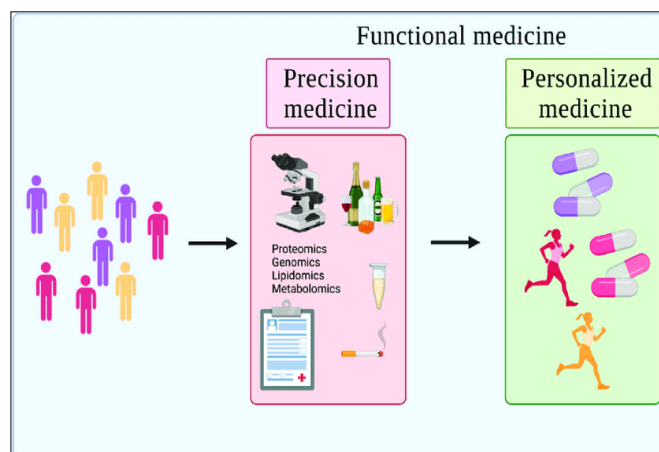 Functional medicine
Precision
medicine
Personalized
medicine
Proteomics
Genomics
Lipidomics
Metabolomics